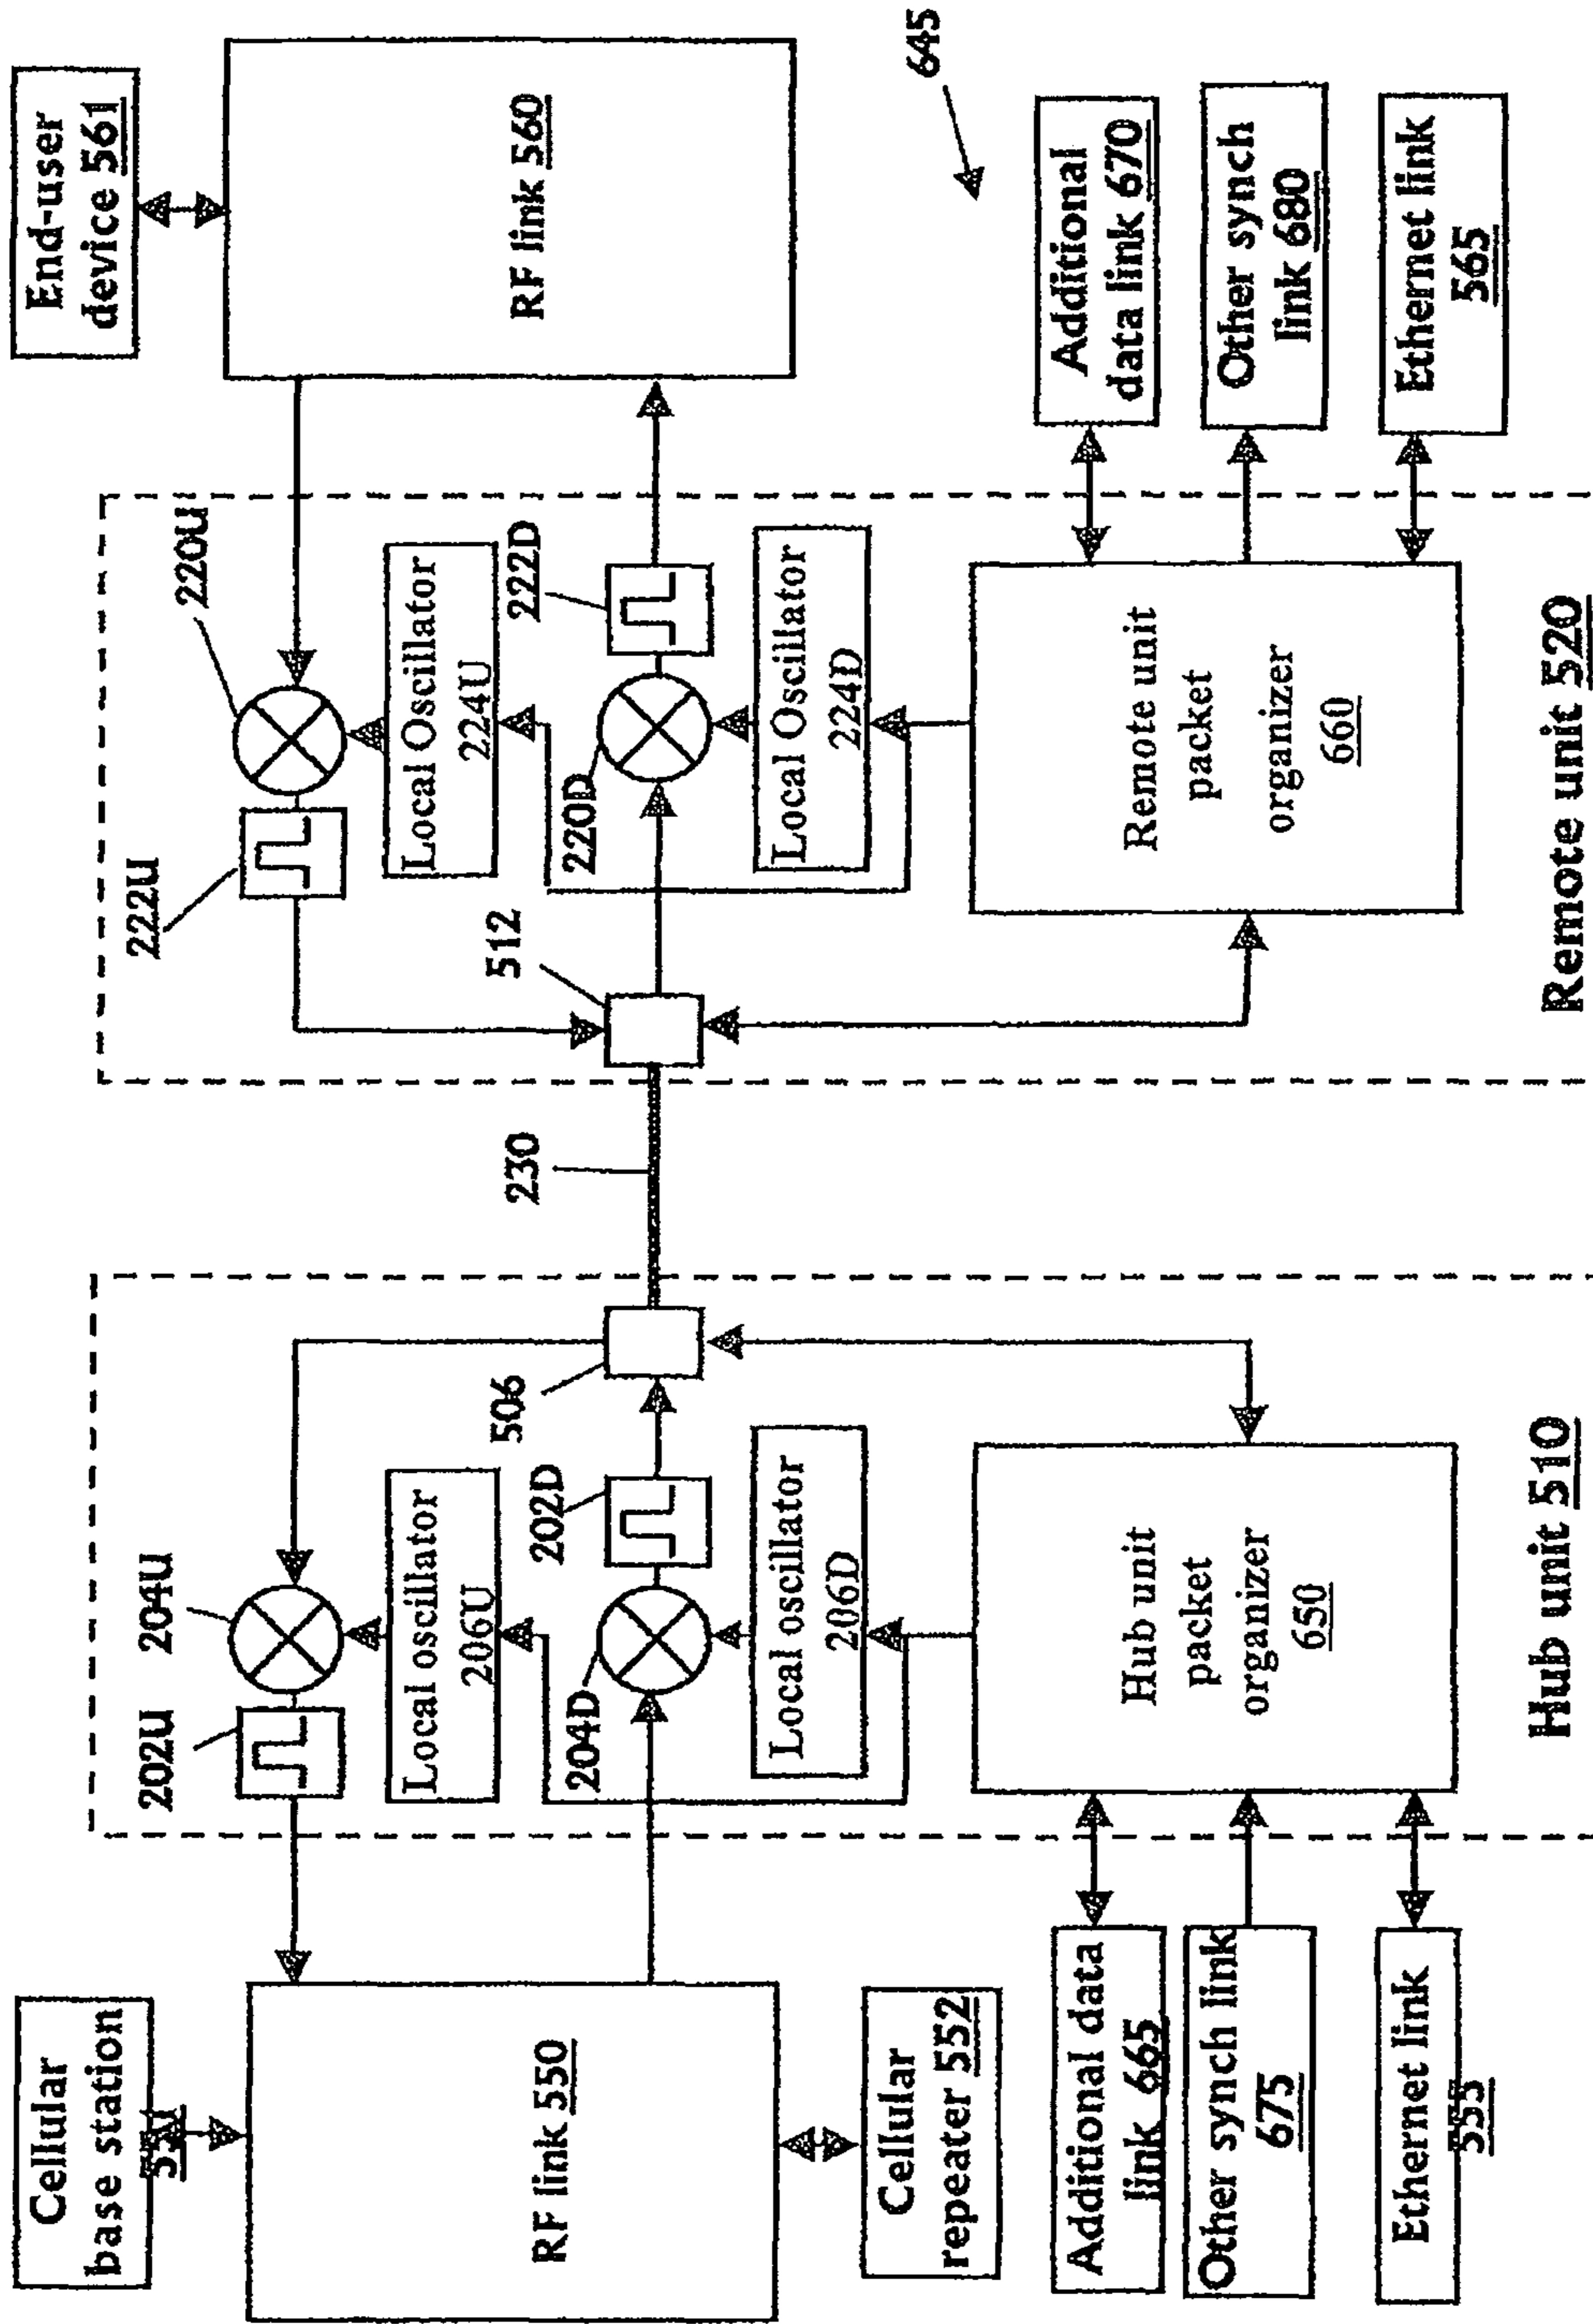 Cellular
base station
RF link 550
Cellular
repeater 552
Additional data
link 665
Other synch link
675
Ethernet link
555
202U
204U
Local oscillator
206U
204D
202D
506
Local oscillator
206D
Hub unit
packet
organizer
650
Hub unit 510
230
222U
220U
512
Local Oscillator
224U
220D
222D
Local Oscillator
224D
Remote unit
packet
organizer
660
Remote unit 520
End-user
device 561
RF link 560
645
Additional
data link 670
Other synch
link 680
Ethernet link
565